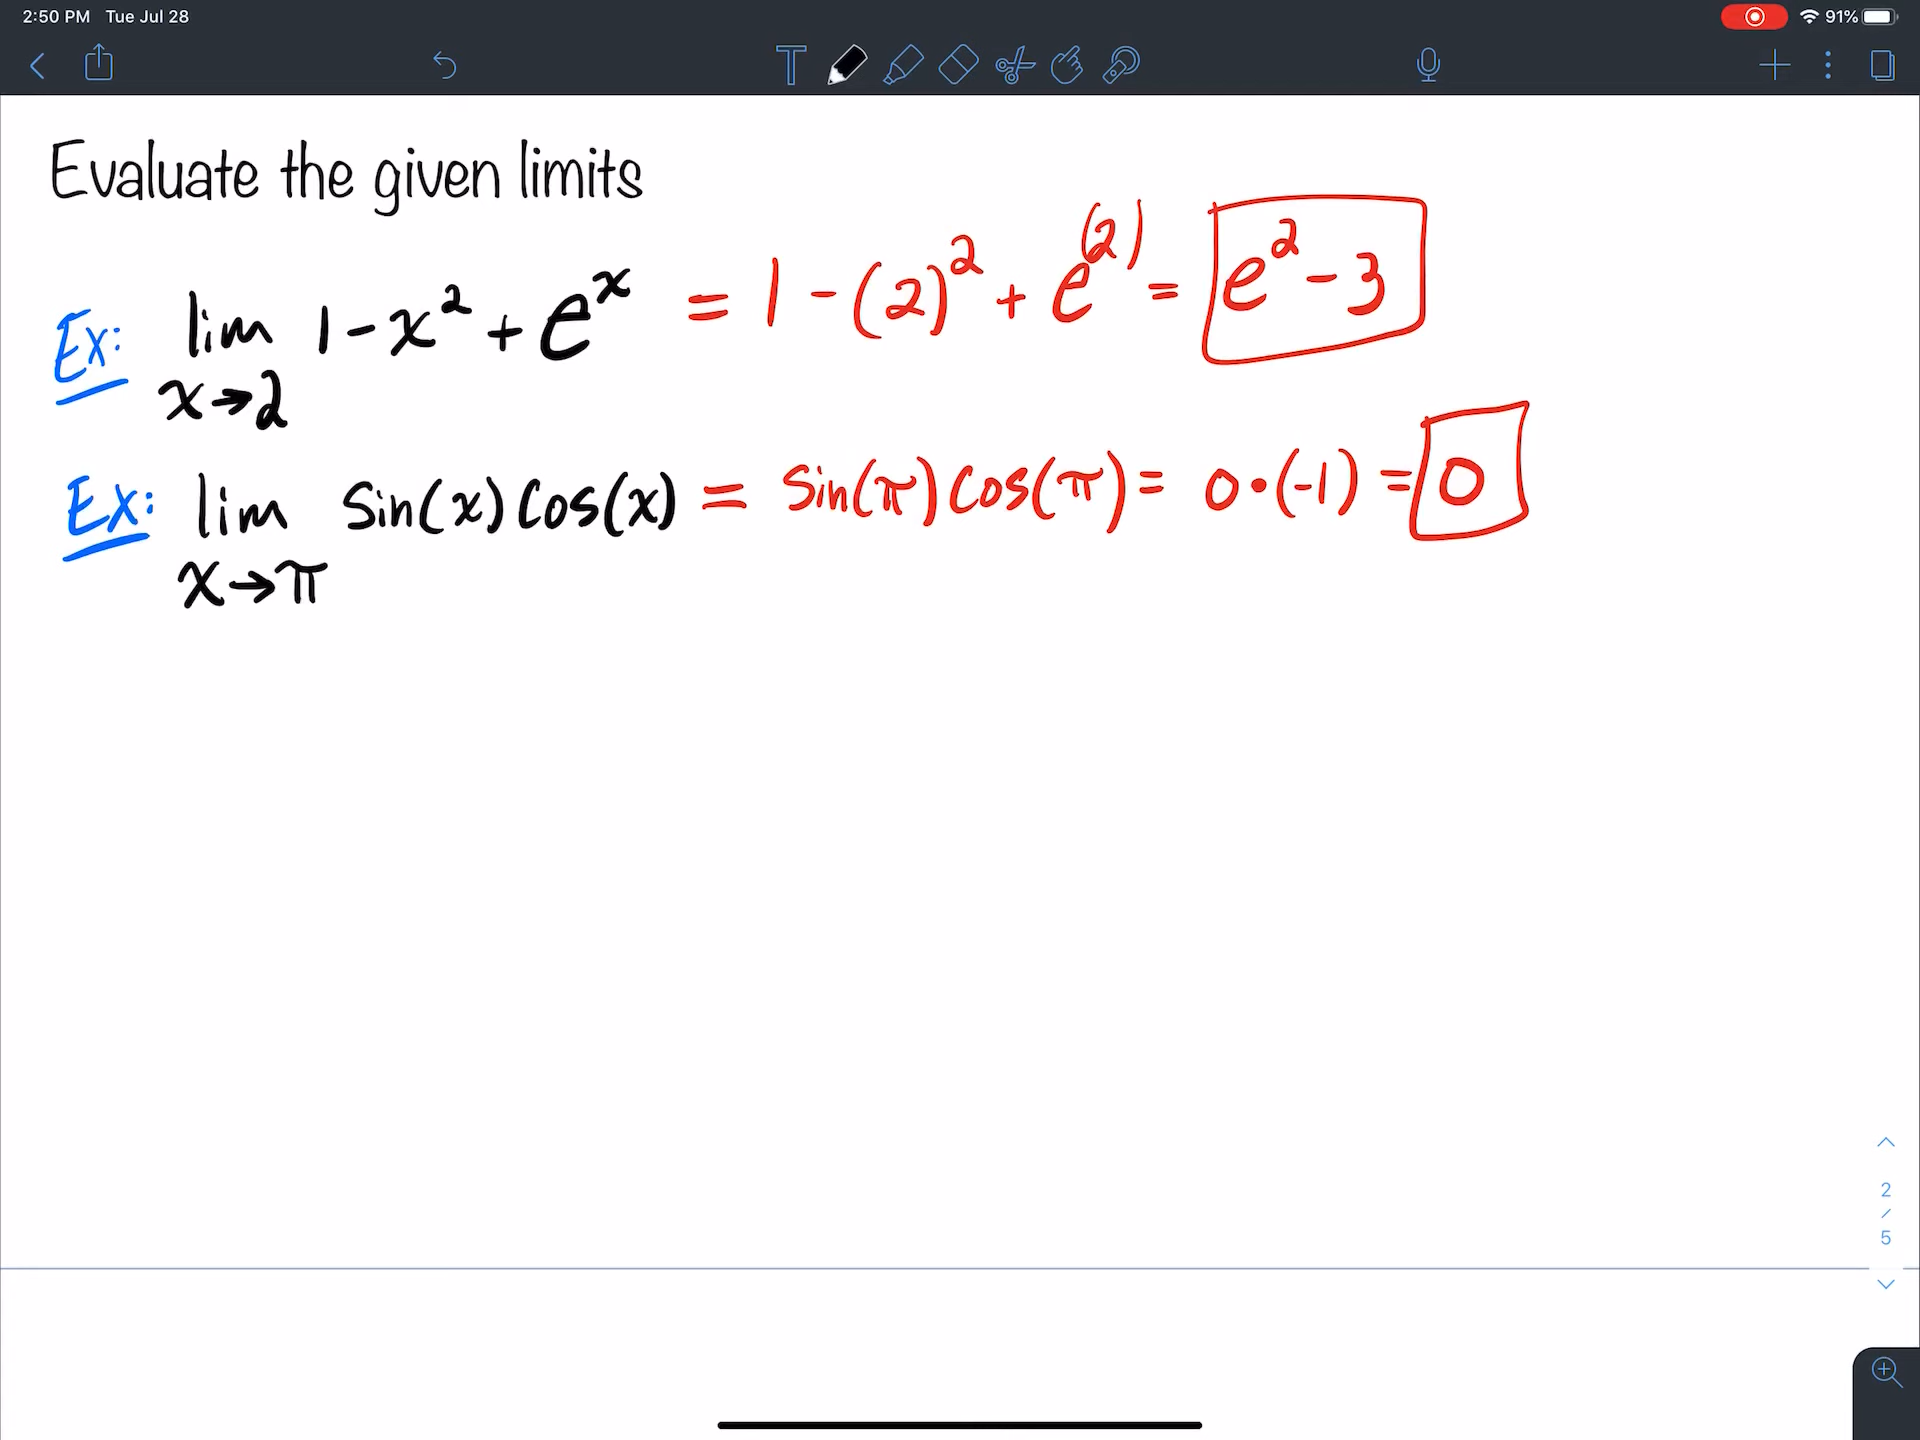 2:50 PM Tue Jul 28 91%
Evaluate the given limits
Ex: lim 1-x² + eˣ = 1 - (2)² + e⁽²⁾ = e² - 3
x→2
Ex: lim Sin(x) Cos(x) = Sin(π) Cos(π) = 0 • (-1) = 0
x→π
2
/
5